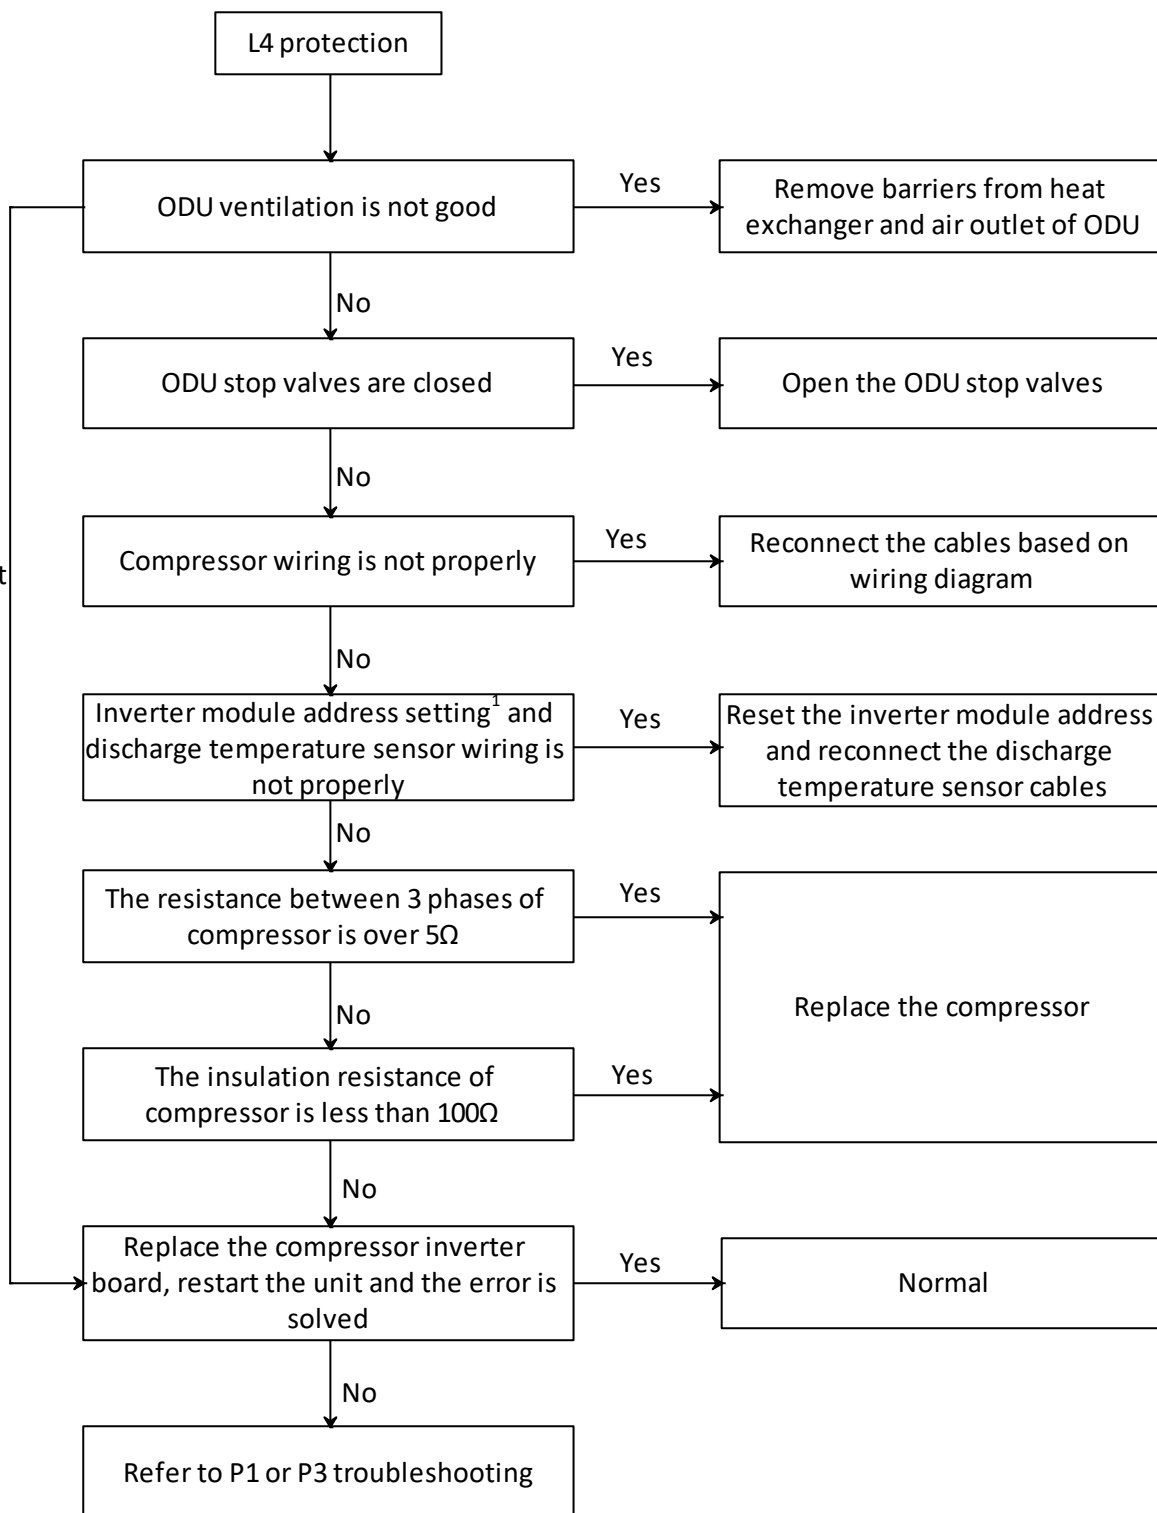 L4 protection
ODU ventilation is not good
Yes
Remove barriers from heat
exchanger and air outlet of ODU
No
ODU stop valves are closed
Yes
Open the ODU stop valves
No
Compressor wiring is not properly
Yes
Reconnect the cables based on
wiring diagram
t
No
Inverter module address setting¹ and
discharge temperature sensor wiring is
not properly
Yes
Reset the inverter module address
and reconnect the discharge
temperature sensor cables
No
The resistance between 3 phases of
compressor is over 5Ω
Yes
Replace the compressor
No
The insulation resistance of
compressor is less than 100Ω
Yes
No
Replace the compressor inverter
board, restart the unit and the error is
solved
Yes
Normal
No
Refer to P1 or P3 troubleshooting